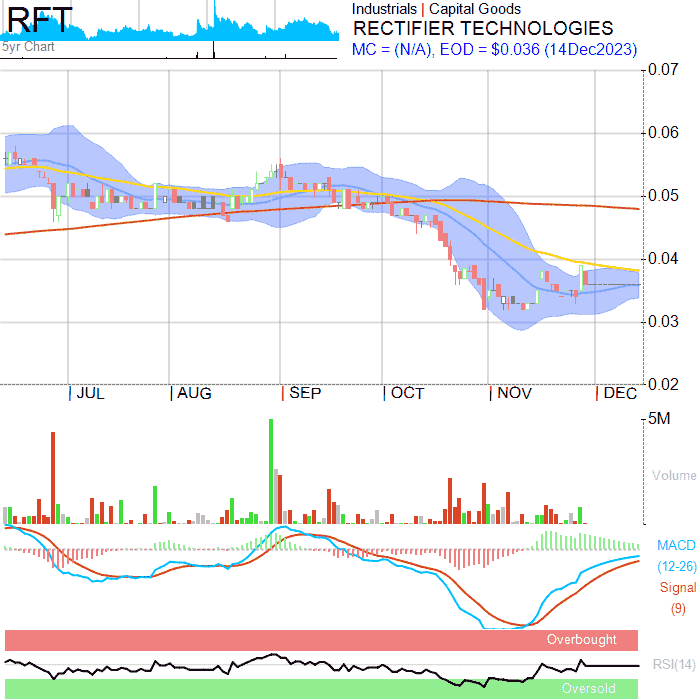 RFT
5yr Chart
Industrials | Capital Goods
RECTIFIER TECHNOLOGIES
MC = (N/A), EOD = $0.036 (14Dec2023)
0.07
0.06
0.05
0.04
0.03
0.02
JUL AUG SEP OCT NOV DEC
5M
Volume
MACD
(12-26)
Signal
(9)
Overbought
RSI(14)
Oversold